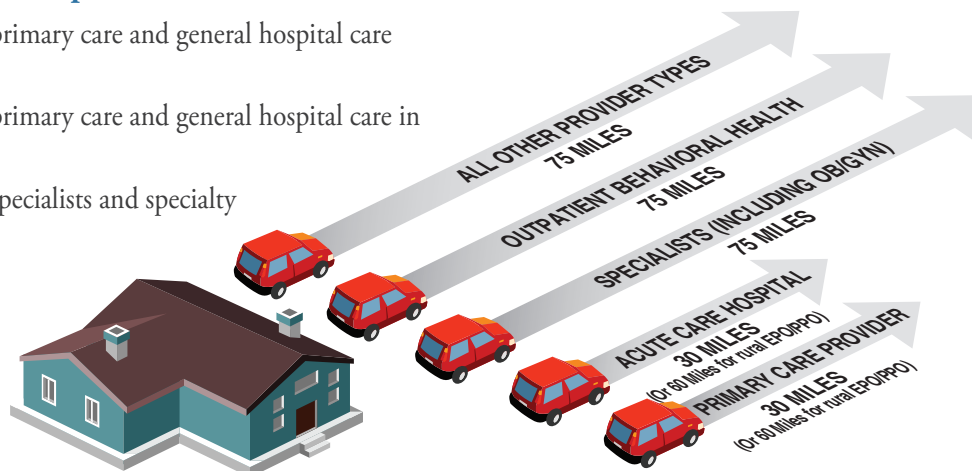 primary care and general hospital care
primary care and general hospital care in
specialists and specialty
ALL OTHER PROVIDER TYPES
75 MILES
OUTPATIENT BEHAVIORAL HEALTH
75 MILES
SPECIALISTS (INCLUDING OB/GYN)
75 MILES
ACUTE CARE HOSPITAL
30 MILES
(Or 60 Miles for rural EPO/PPO)
PRIMARY CARE PROVIDER
30 MILES
(Or 60 Miles for rural EPO/PPO)